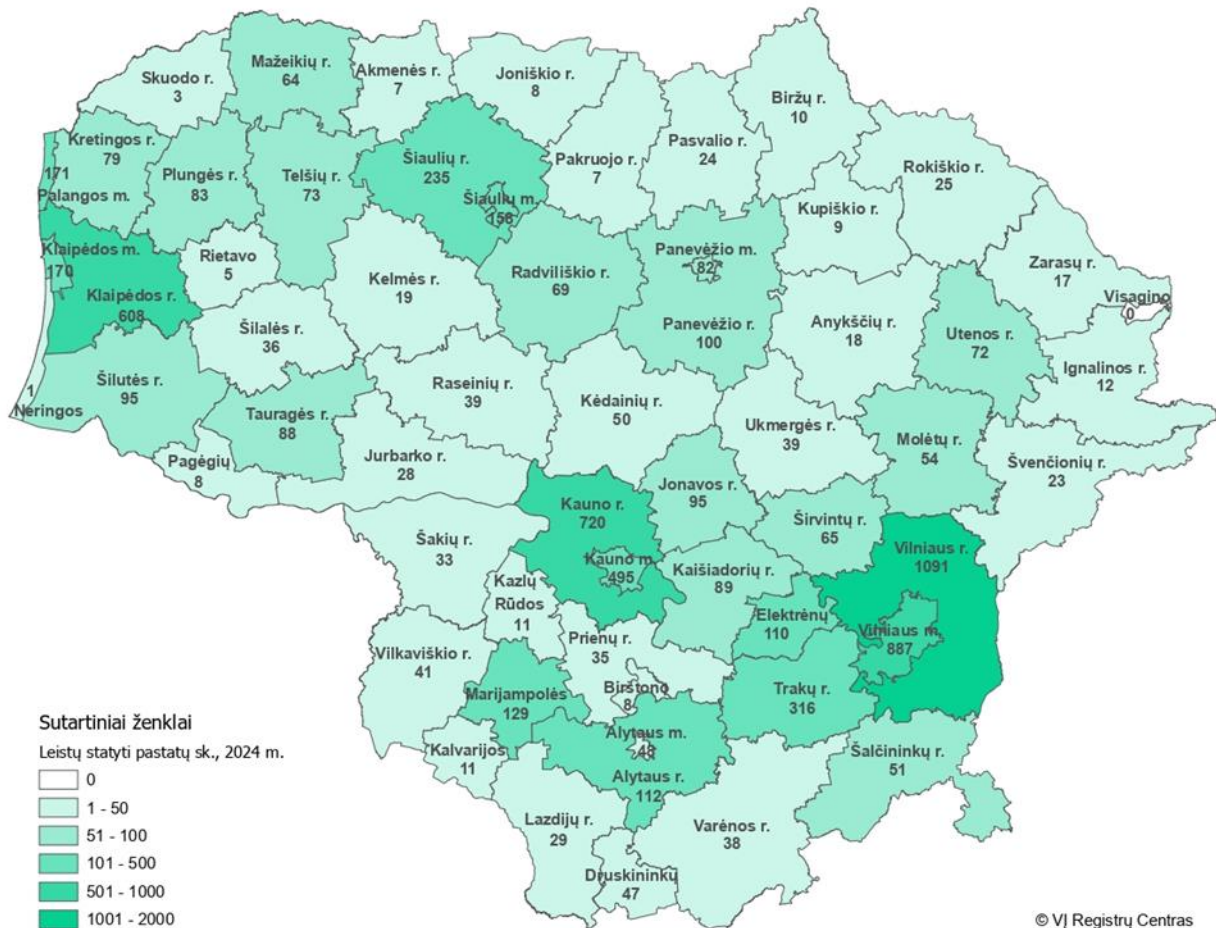 Skuodo r.
3
Mažeikių r.
64
Akmenės r.
7
Joniškio r.
8
Biržų r.
10
Kretingos r.
79
171
Palangos m.
Plungės r.
83
Telšių r.
73
Šiaulių r.
235
Šiaulių m.
158
Pakruojo r.
7
Pasvalio r.
24
Rokiškio r.
25
Kupiškio r.
9
Klaipėdos m.
170
Klaipėdos r.
608
Rietavo
5
Kelmės r.
19
Radviliškio r.
69
Panevėžio m.
82
Panevėžio r.
100
Zarasų r.
17
Visagino
0
Anykščių r.
18
Utenos r.
72
Ignalinos r.
12
Šilalės r.
36
1
Neringos
Šilutės r.
95
Tauragės r.
88
Raseinių r.
39
Kėdainių r.
50
Ukmergės r.
39
Molėtų r.
54
Švenčionių r.
23
Pagėgių
8
Jurbarko r.
28
Jonavos r.
95
Kauno r.
720
Kauno m.
495
Širvintų r.
65
Vilniaus r.
1091
Šakių r.
33
Kaišiadorių r.
89
Kazlų
Rūdos
11
Elektrėnų
110
Vilniaus m.
887
Prienų r.
35
Vilkaviškio r.
41
Birštono
8
Marijampolės
129
Trakų r.
316
Alytaus m.
48
Alytaus r.
112
Kalvarijos
11
Šalčininkų r.
51
Lazdijų r.
29
Varėnos r.
38
Druskininkų
47
Sutartiniai ženklai
Leistų statyti pastatų sk., 2024 m.
0
1 - 50
51 - 100
101 - 500
501 - 1000
1001 - 2000
© VĮ Registrų Centras